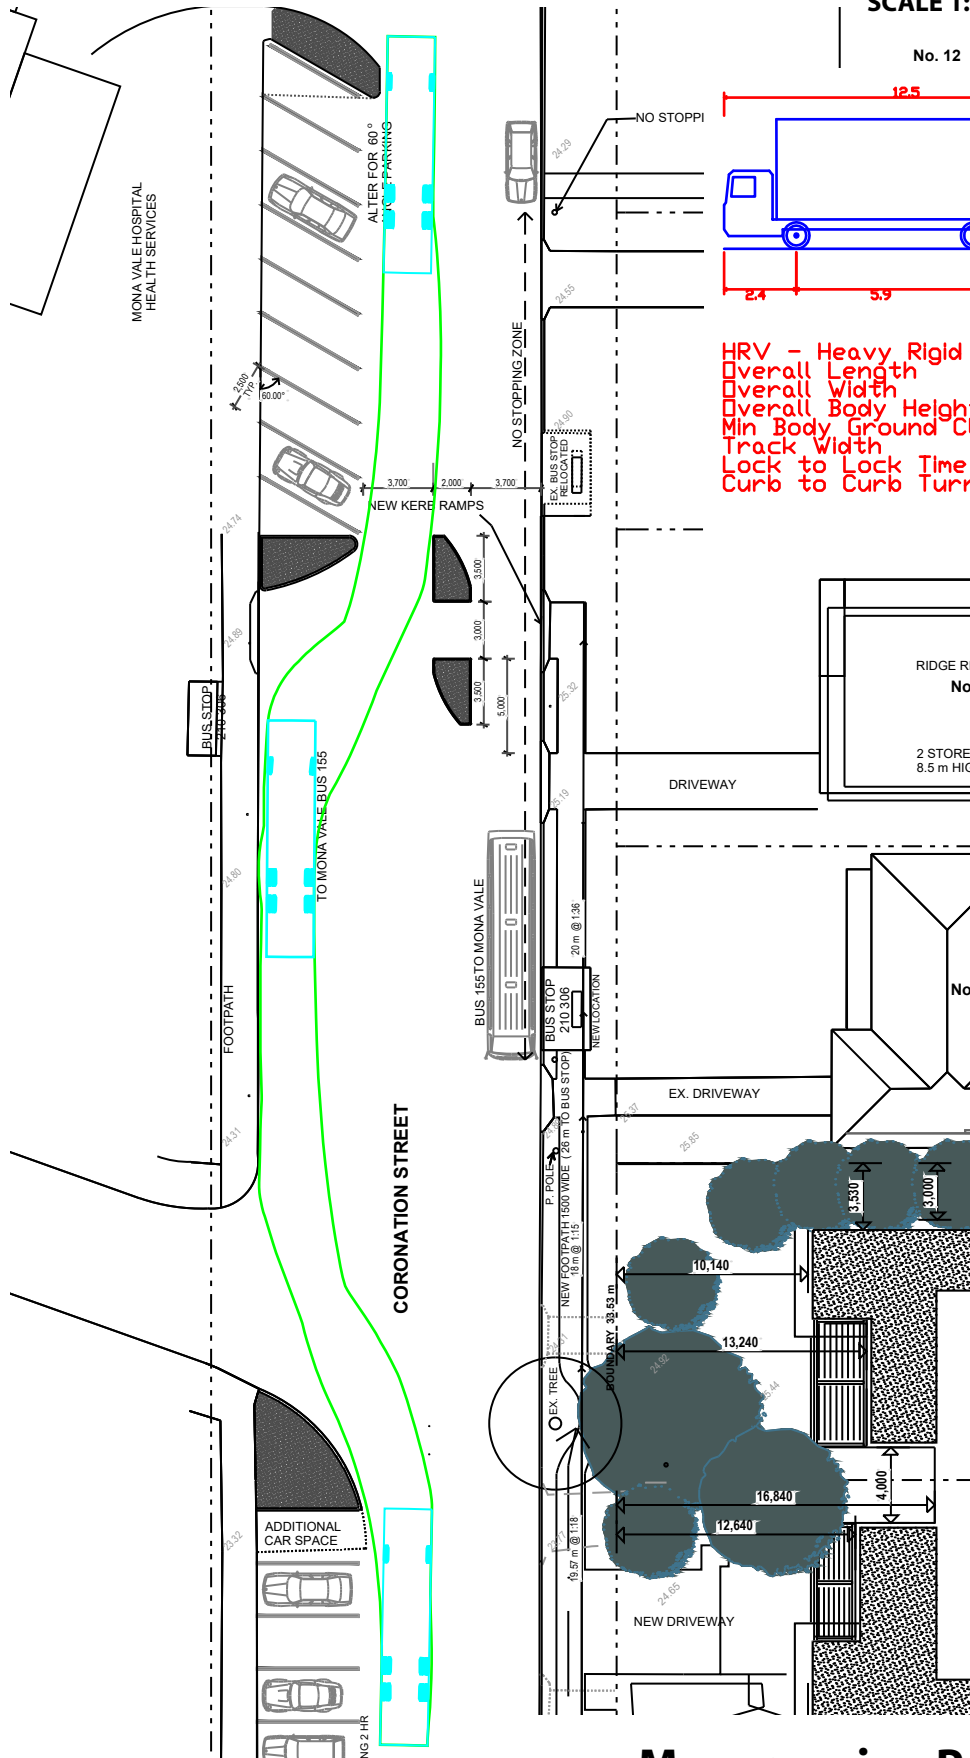 SCALE 1:
No. 12
12.5
NO STOPPI
24.29
ALTER FOR 60°
ANGLE PARKING
MONA VALE HOSPITAL
HEALTH SERVICES
2.4
5.9
24.55
NO STOPPING ZONE
HRV - Heavy Rigid
Overall Length
Overall Width
Overall Body Heigh
Min Body Ground Cl
Track Width
Lock to Lock Time
Curb to Curb Turr
2,500
TYP.
60.00°
24.90
EX. BUS STOP
RELOCATED
3,700
2,000
3,700
NEW KERB RAMPS
24.74
3,500
3,000
3,500
5,000
24.89
25.32
RIDGE R
No
BUS STOP
210 306
2 STORE
8.5 m HIG
DRIVEWAY
25.19
TO MONA VALE BUS 155
24.80
BUS 155 TO MONA VALE
20 m @ 1:36
BUS STOP
210 306
NEW LOCATION
No
FOOTPATH
EX. DRIVEWAY
24.31
25.85
P. POLE
NEW FOOTPATH 1500 WIDE ( 26 m TO BUS STOP)
18 m @ 1:15
3,530
3,000
CORONATION STREET
10,140
BOUNDARY 33.53 m
13,240
24.92
25.44
EX. TREE
16,840
4,000
12,640
ADDITIONAL
CAR SPACE
23.32
23.77
19.57 m @ 1:18
24.65
NEW DRIVEWAY
NG 2 HR